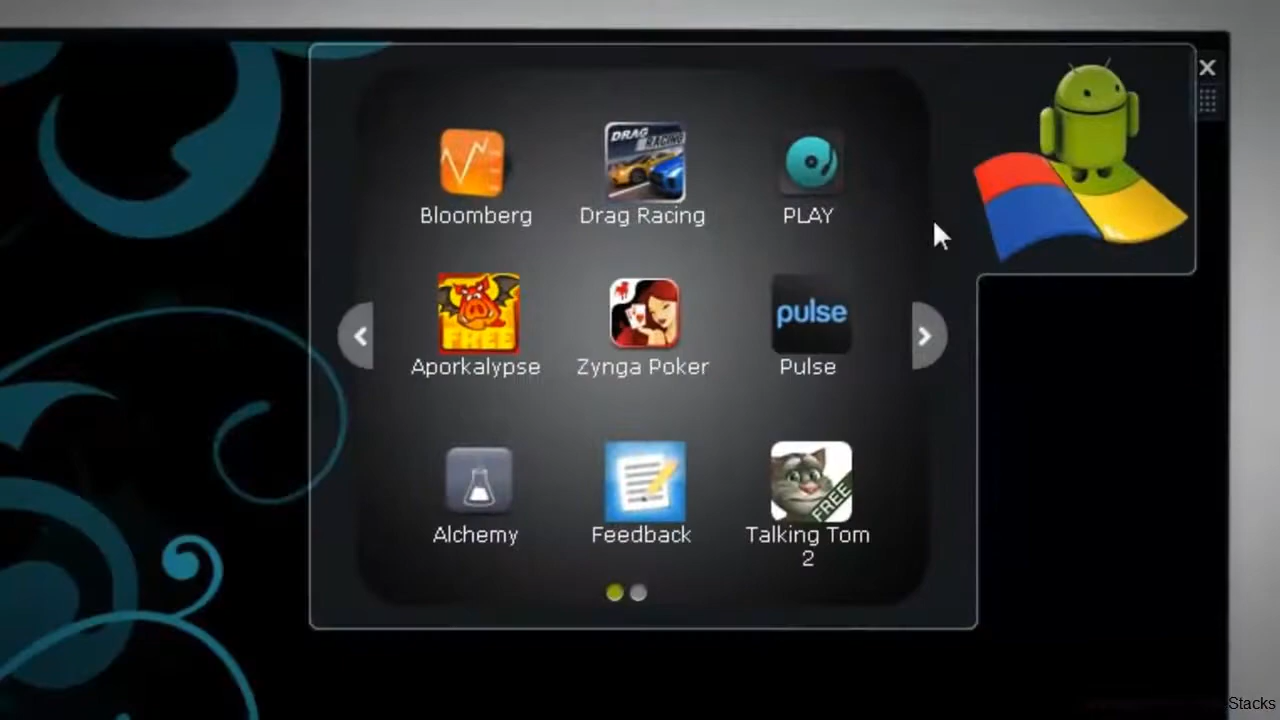 DRAG
RACING
Bloomberg
Drag Racing
PLAY
FREE
pulse
Aporkalypse
Zynga Poker
Pulse
FREE
Alchemy
Feedback
Talking Tom
2
Stacks